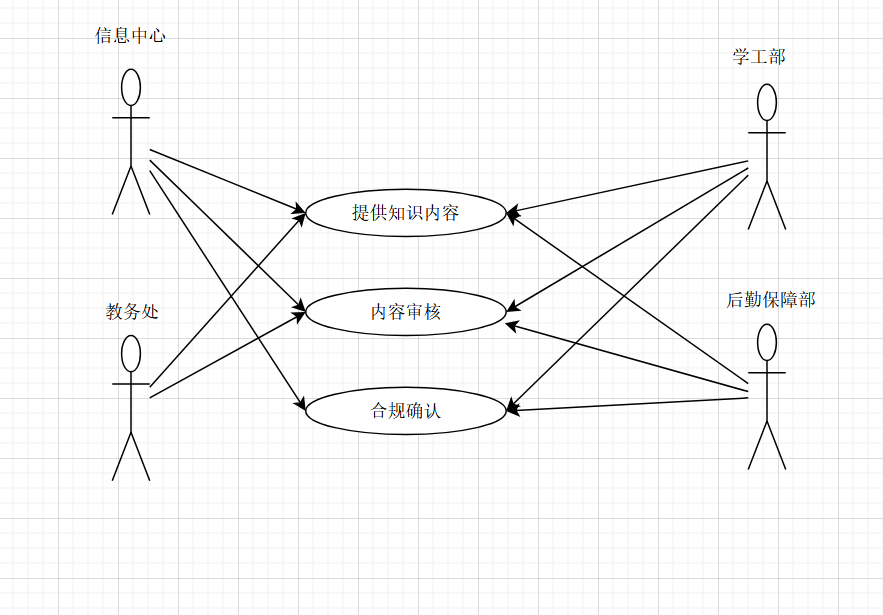 信息中心
学工部
提供知识内容
后勤保障部
教务处
内容审核
合规确认